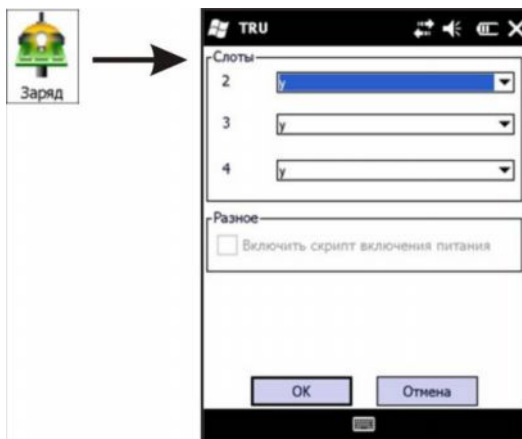 Заряд
TRU
Слоты
2 y
3 y
4 y
Разное
Включить скрипт включения питания
OK
Отмена